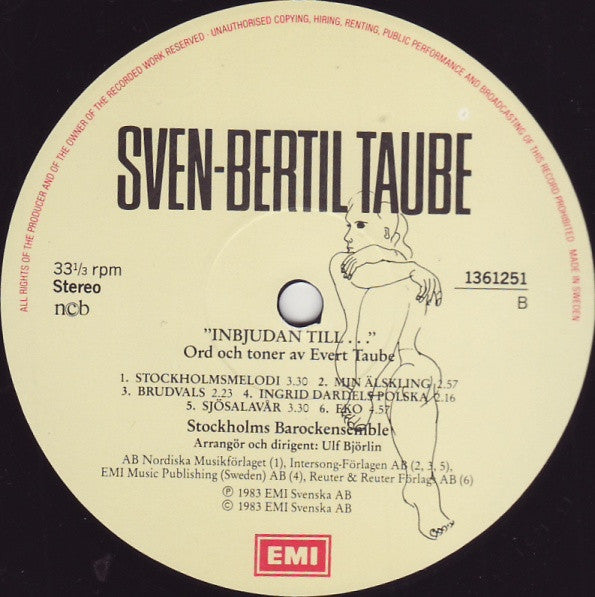 ALL RIGHTS OF THE PRODUCER AND OF THE OWNER OF THE RECORDED WORK RESERVED · UNAUTHORISED COPYING, HIRING, RENTING, PUBLIC PERFORMANCE AND BROADCASTING OF THIS RECORD PROHIBITED · MADE IN SWEDEN
SVEN-BERTIL TAUBE
33 1/3 rpm
Stereo
ncb
1361251
B
"INBJUDAN TILL . . ."
Ord och toner av Evert Taube
1. STOCKHOLMSMELODI 3.30 2. MIN ÄLSKLING 2.57
3. BRUDVALS 2.23 4. INGRID DARDELS POLSKA 2.16
5. SJÖSALAVÅR 3.30 6. EKO 4.57
Stockholms Barockensemble
Arrangör och dirigent: Ulf Björlin
AB Nordiska Musikförlaget (1), Intersong-Förlagen AB (2, 3, 5),
EMI Music Publishing (Sweden) AB (4), Reuter & Reuter Förlags AB (6)
℗ 1983 EMI Svenska AB
© 1983 EMI Svenska AB
EMI